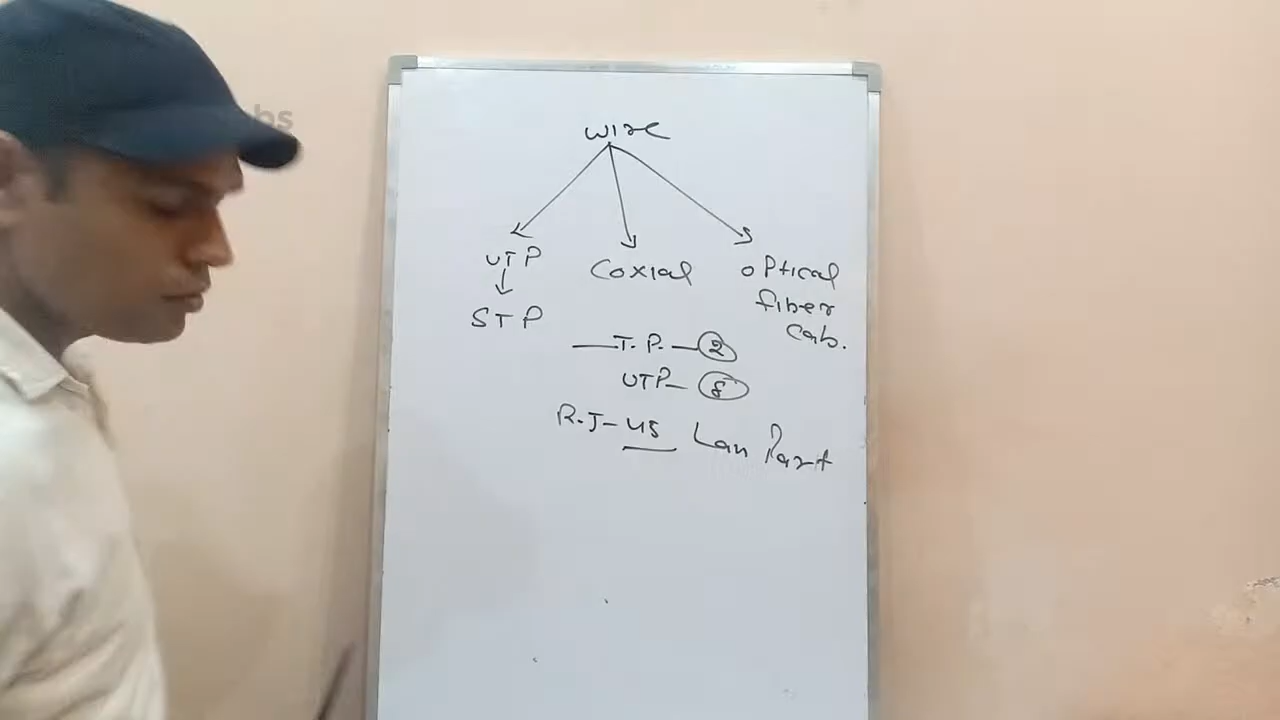 wire
UTP
Coxial
optical
fiber
Cab.
STP
T. P. - 2
UTP - 8
R.J-45 Lan Port